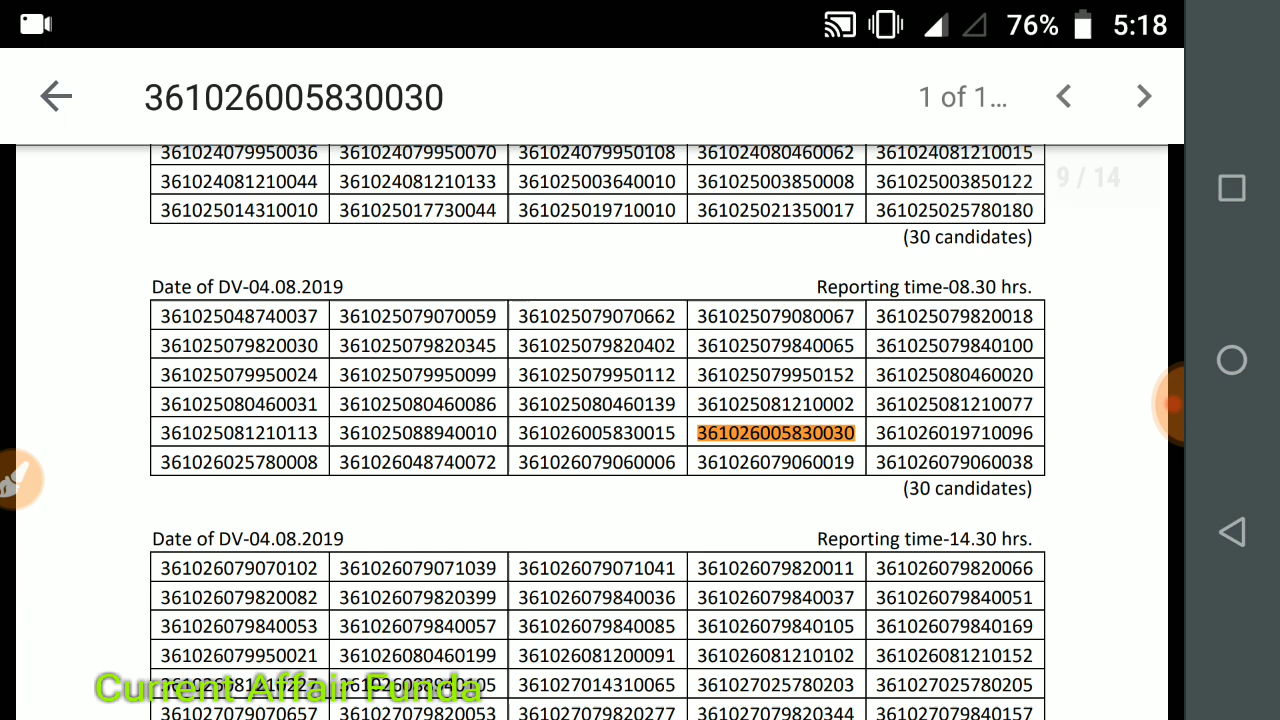 76% 5:18
361026005830030 1 of 1...
361024079950036 361024079950070 361024079950108 361024080460062 361024081210015
9 / 14
361024081210044 361024081210133 361025003640010 361025003850008 361025003850122
361025014310010 361025017730044 361025019710010 361025021350017 361025025780180
(30 candidates)
Date of DV-04.08.2019 Reporting time-08.30 hrs.
361025048740037 361025079070059 361025079070662 361025079080067 361025079820018
361025079820030 361025079820345 361025079820402 361025079840065 361025079840100
361025079950024 361025079950099 361025079950112 361025079950152 361025080460020
361025080460031 361025080460086 361025080460139 361025081210002 361025081210077
361025081210113 361025088940010 361026005830015 361026005830030 361026019710096
361026025780008 361026048740072 361026079060006 361026079060019 361026079060038
(30 candidates)
Date of DV-04.08.2019 Reporting time-14.30 hrs.
361026079070102 361026079071039 361026079071041 361026079820011 361026079820066
361026079820082 361026079820399 361026079840036 361026079840037 361026079840051
361026079840053 361026079840057 361026079840085 361026079840105 361026079840169
361026079950021 361026080460199 361026081200091 361026081210102 361026081210152
361027014310065 361027025780203 361027025780205
Current Affair Funda
361027079070657 361027079820053 361027079820277 361027079820344 361027079840157